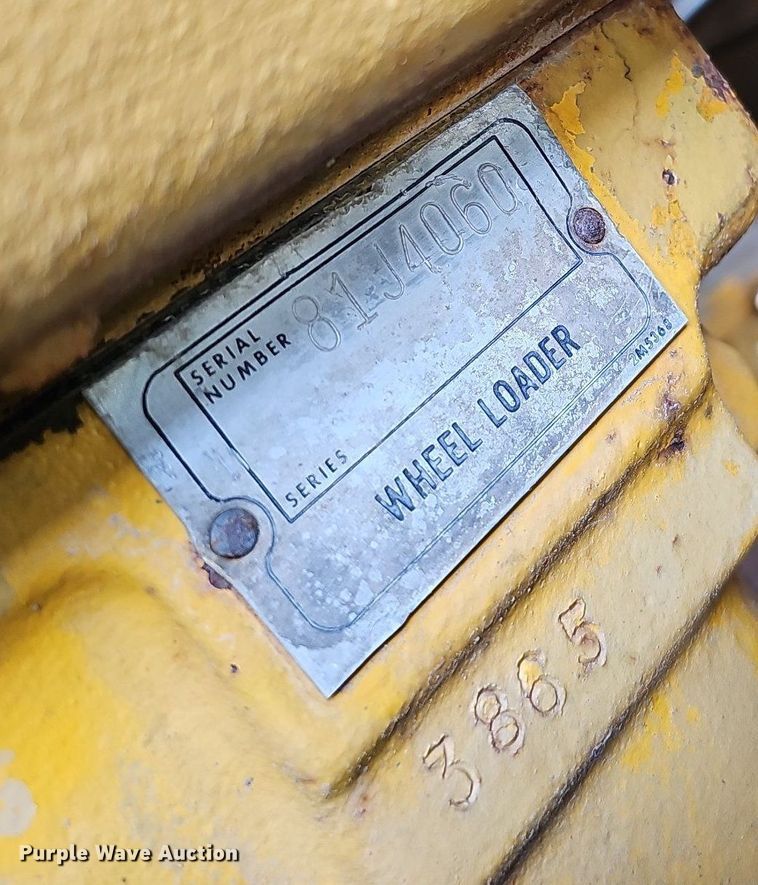 SERIAL
NUMBER
81J4060
SERIES
WHEEL LOADER
3865
Purple Wave Auction